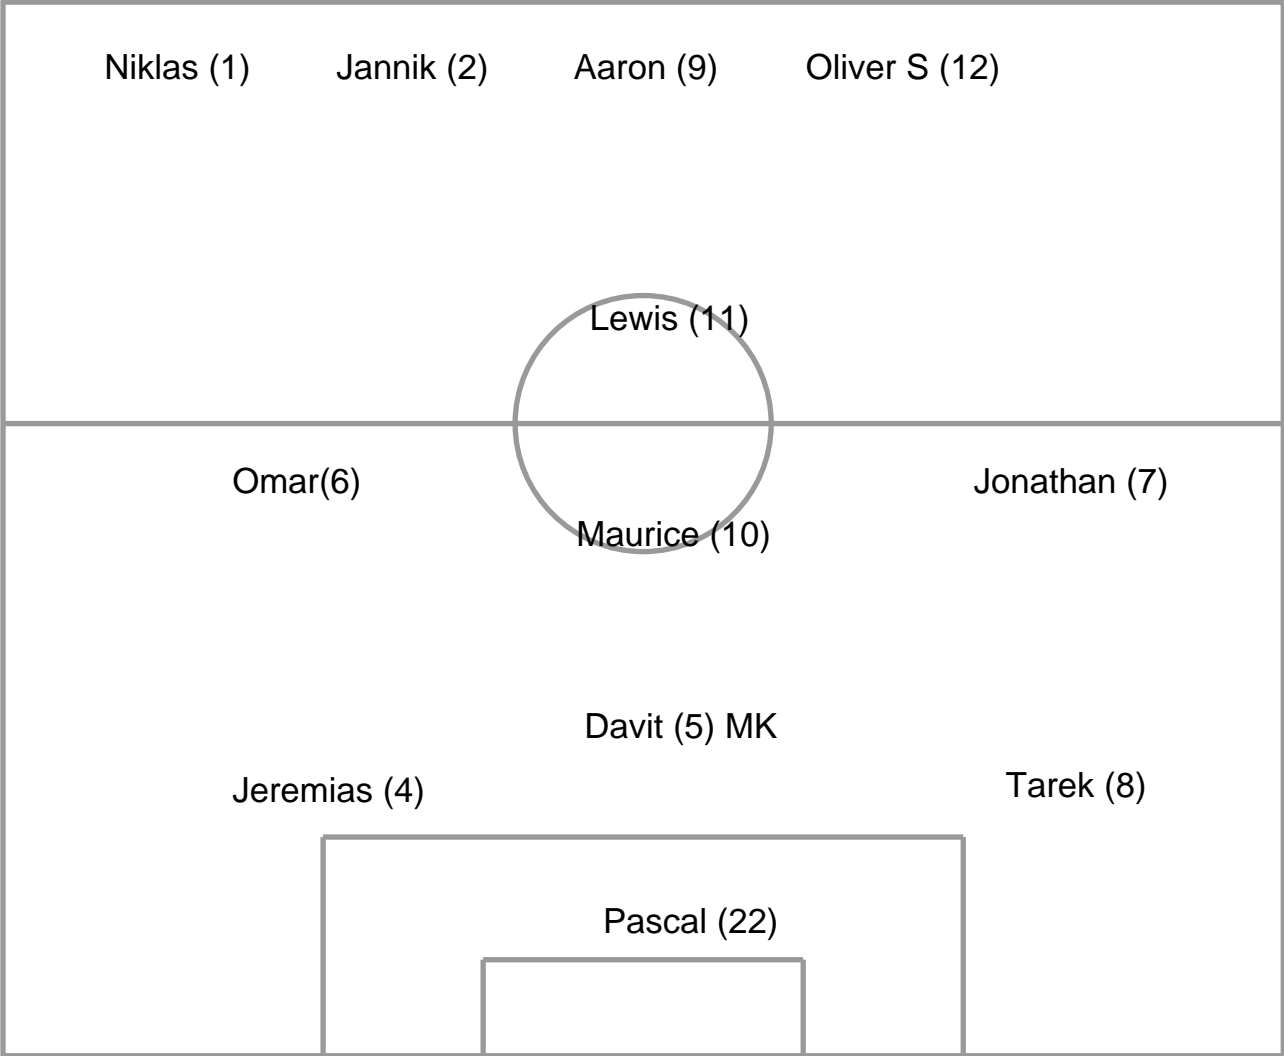 Niklas (1) Jannik (2) Aaron (9) Oliver S (12)
Lewis (11)
Omar(6) Jonathan (7)
Maurice (10)
Davit (5) MK
Jeremias (4) Tarek (8)
Pascal (22)